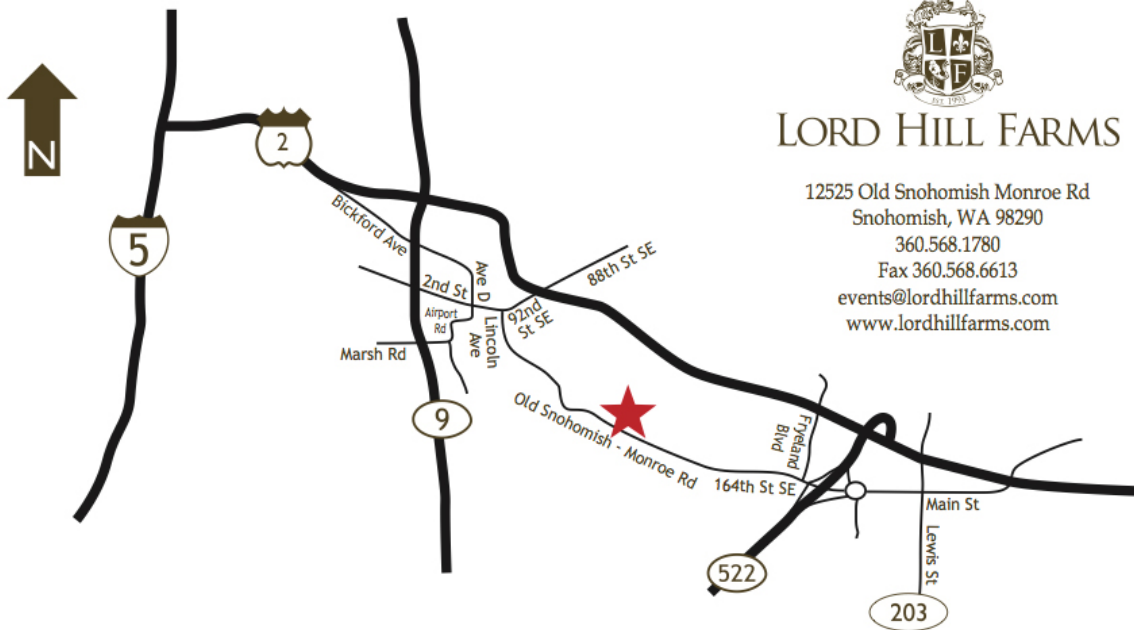 L
F
EST. 1993
LORD HILL FARMS
12525 Old Snohomish Monroe Rd
Snohomish, WA 98290
360.568.1780
Fax 360.568.6613
events@lordhillfarms.com
www.lordhillfarms.com
N
2
5
Bickford Ave
Ave D
88th St SE
2nd St
92nd
St SE
Airport
Rd
Lincoln
Ave
Marsh Rd
9
Old Snohomish - Monroe Rd
Fryeland
Blvd
164th St SE
Main St
Lewis St
522
203